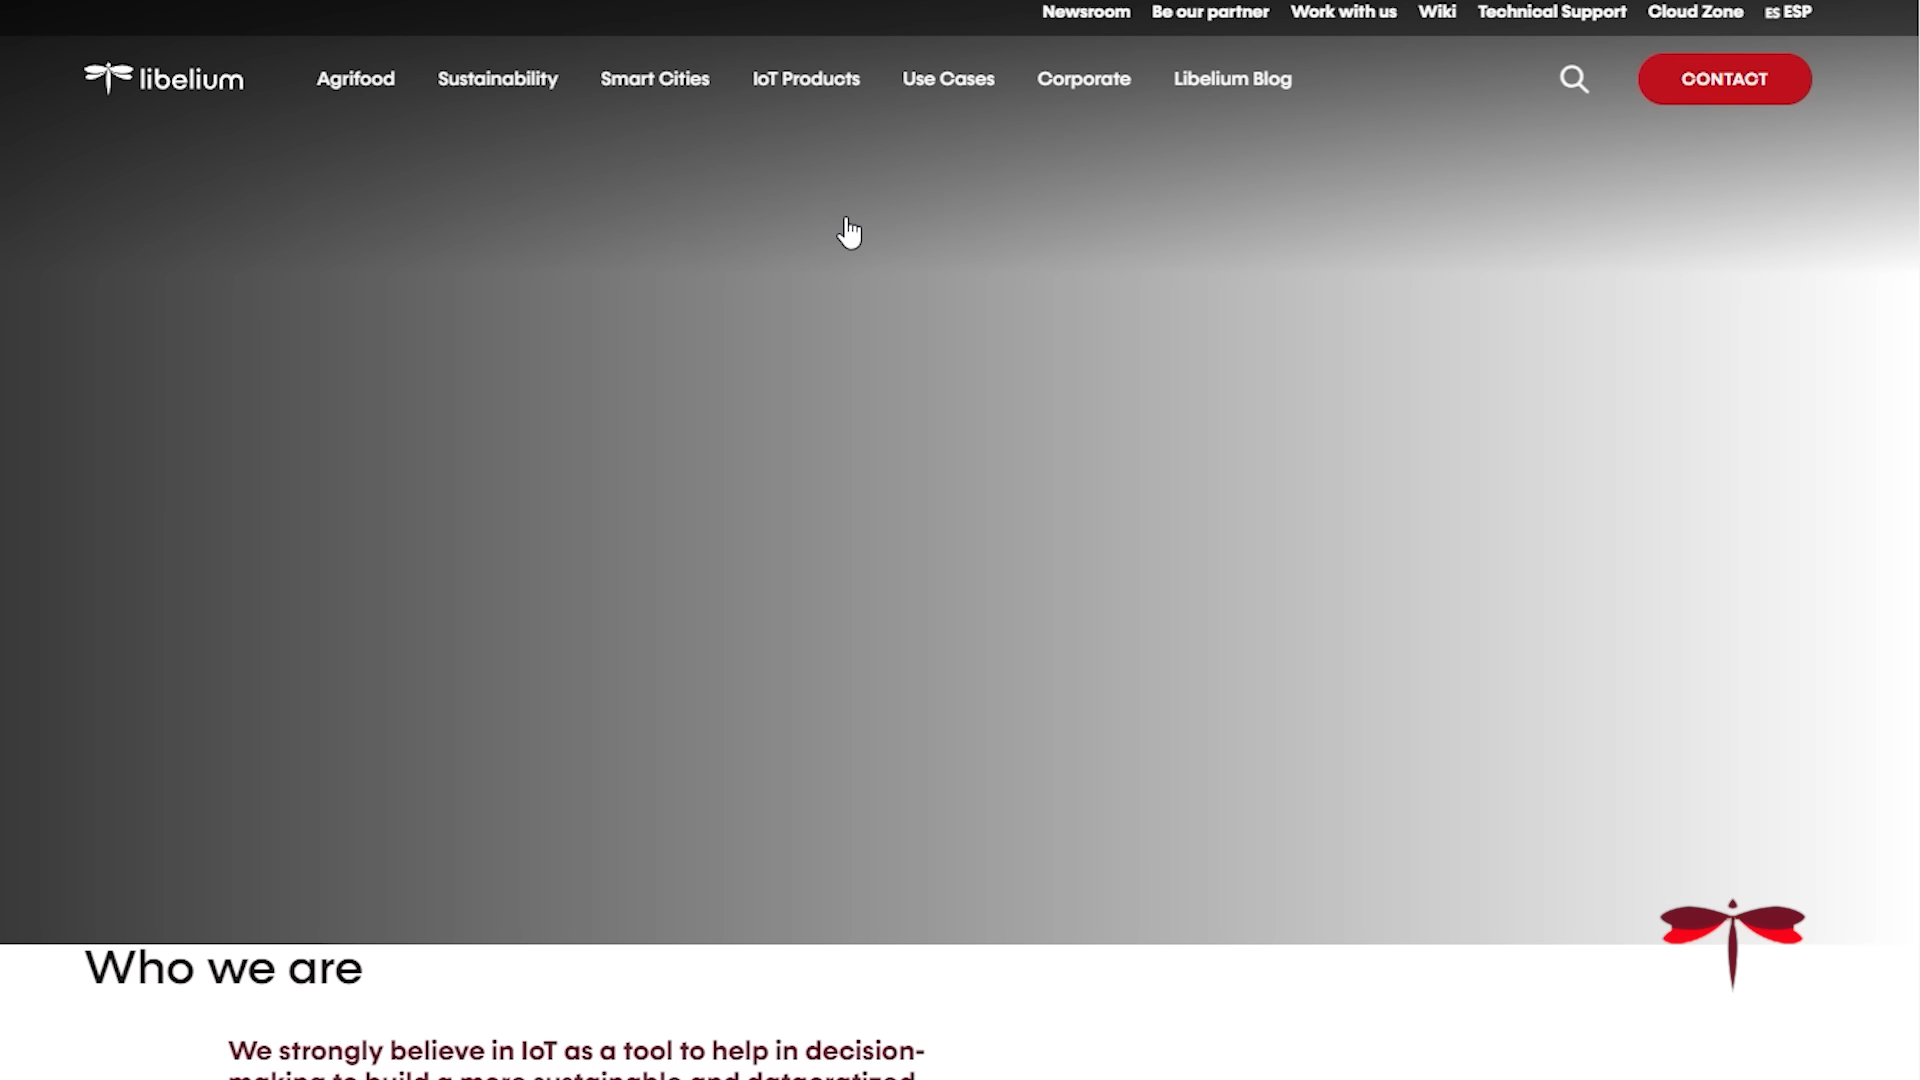 Newsroom Be our partner Work with us Wiki Technical Support Cloud Zone ES ESP
libelium Agrifood Sustainability Smart Cities IoT Products Use Cases Corporate Libelium Blog CONTACT
Who we are
We strongly believe in IoT as a tool to help in decision-
making to build a more sustainable and datacratized